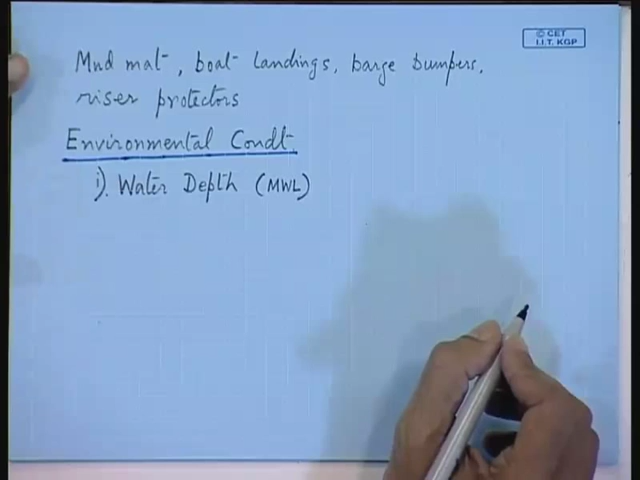 © CET
I.I.T. KGP
Mud mat, boat landings, barge bumpers,
riser protectors
Environmental Condt
i). Water Depth (MWL)